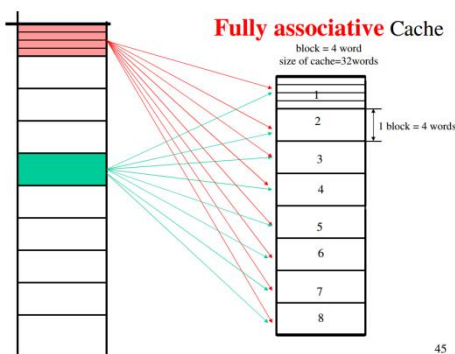 Fully associative Cache
block = 4 word
size of cache=32words
1
2
1 block = 4 words
3
4
5
6
7
8
45